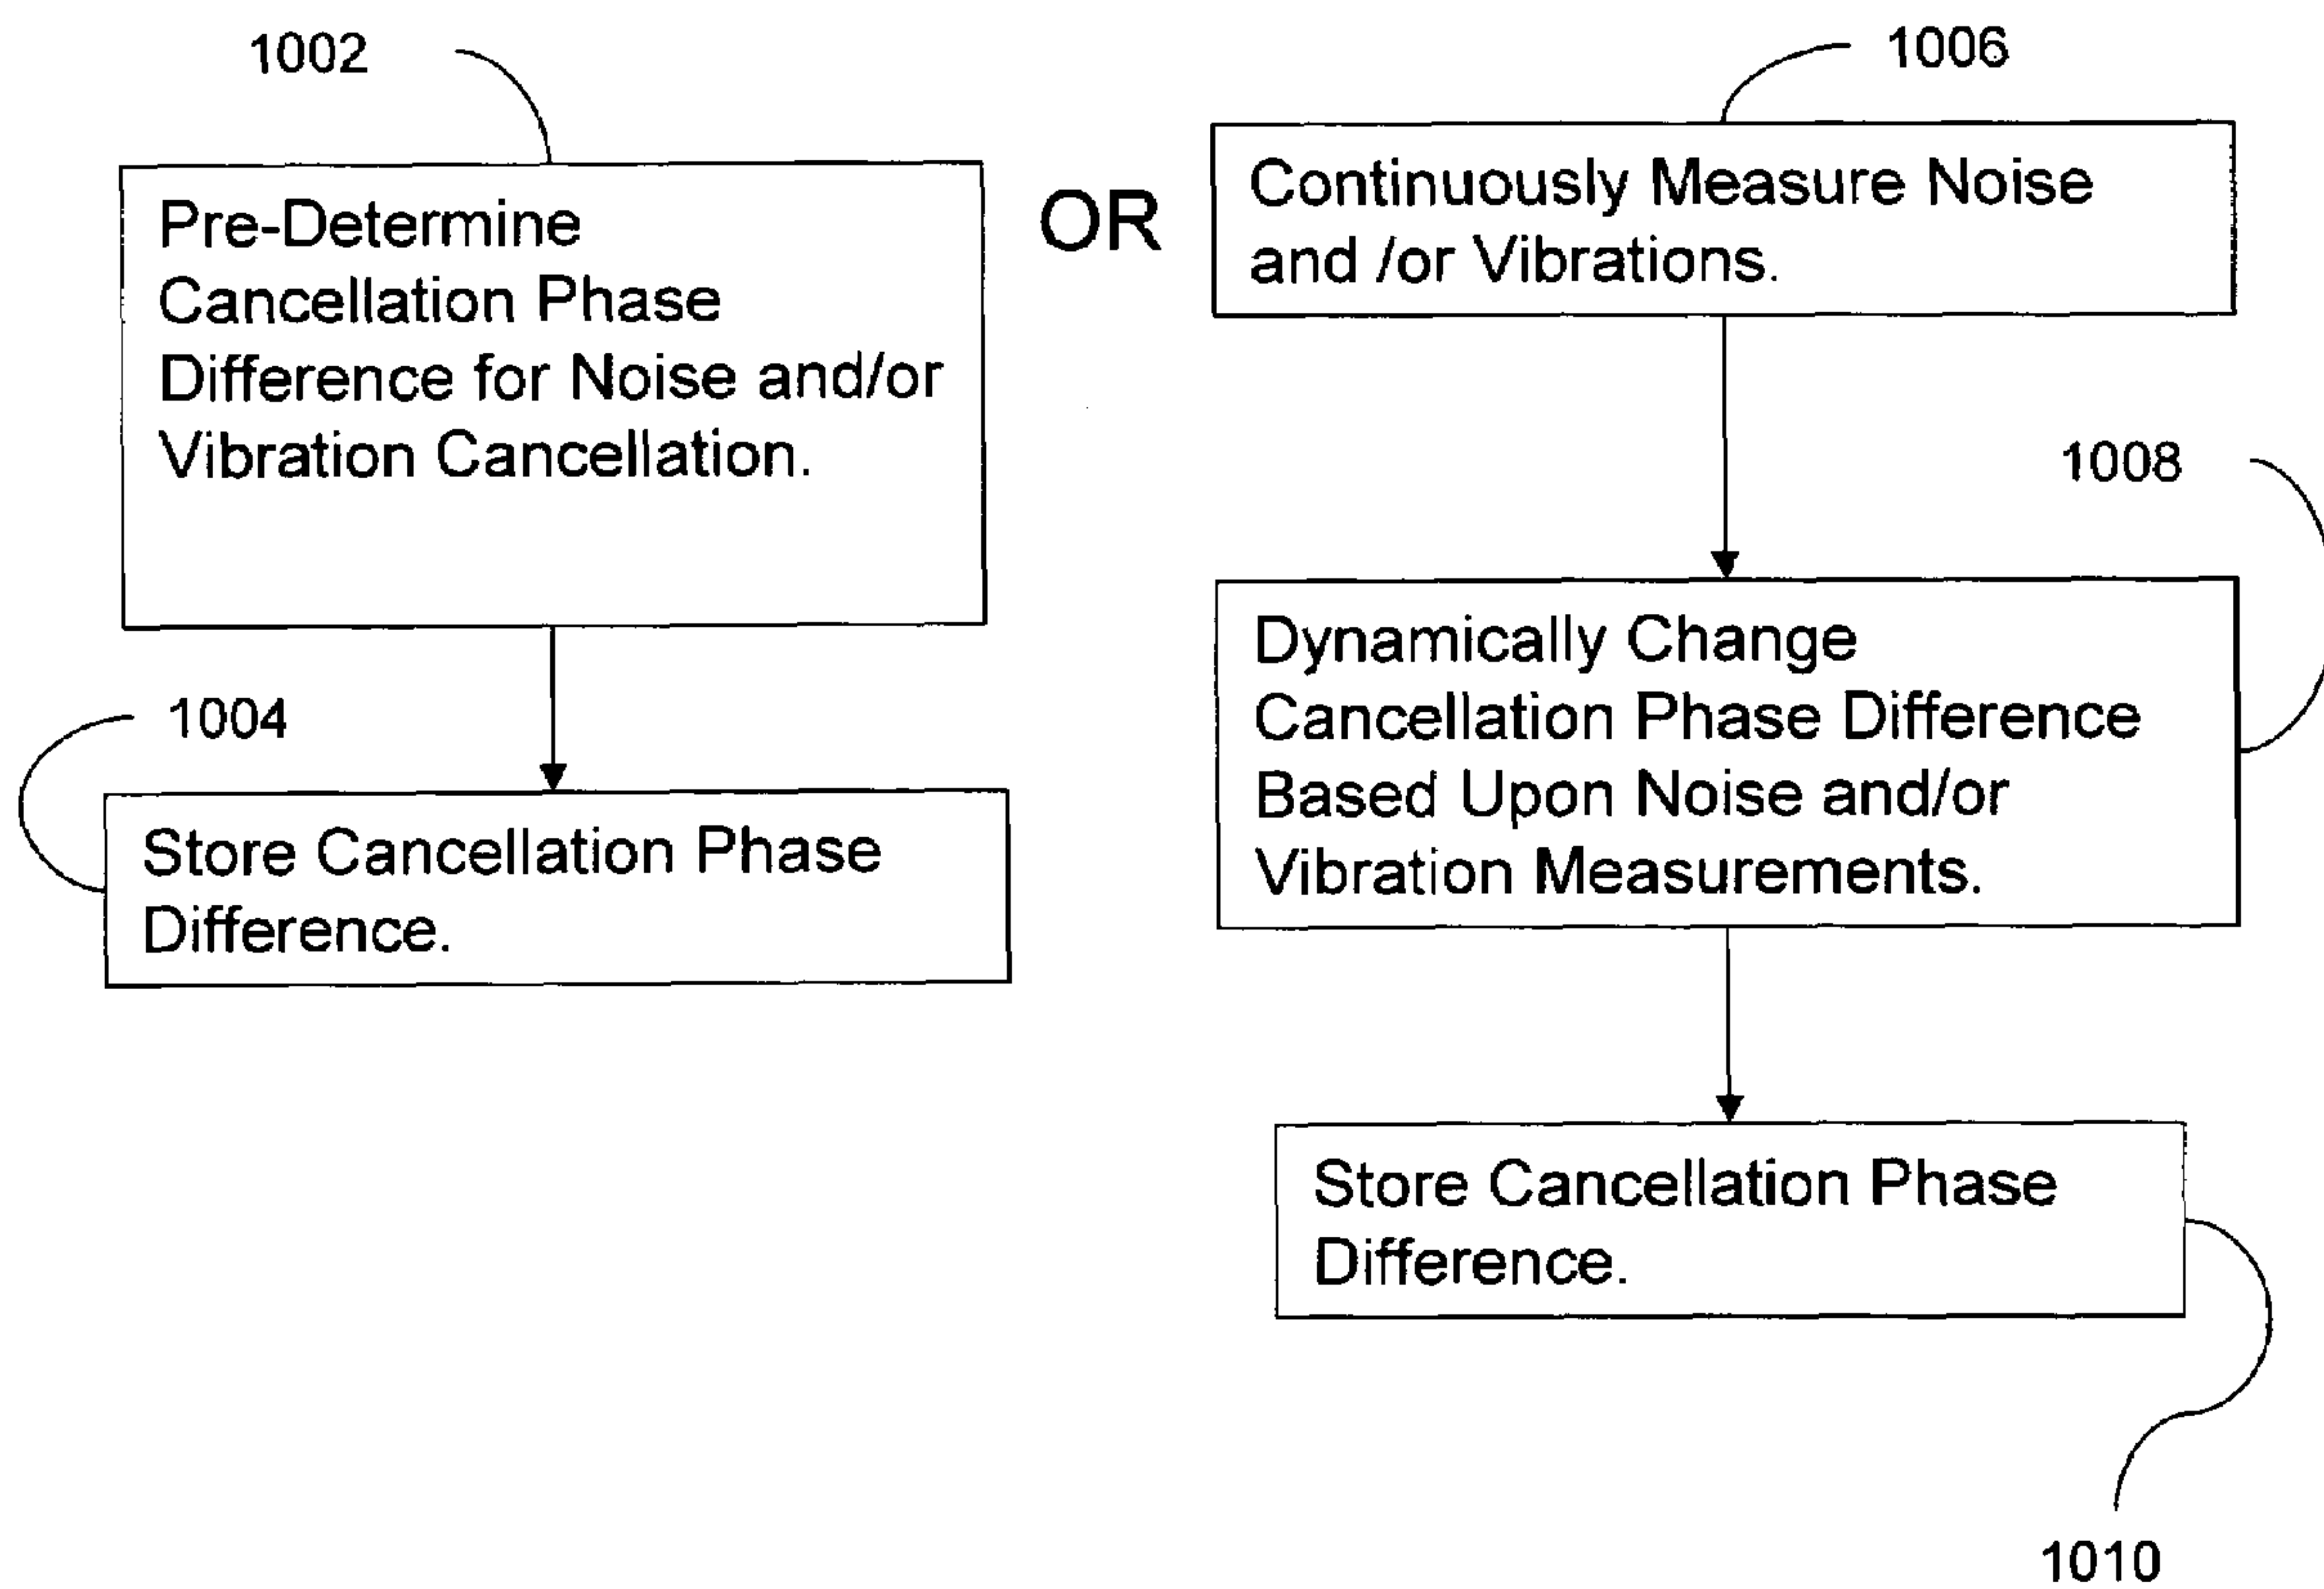 1002
Pre-Determine
Cancellation Phase
Difference for Noise and/or
Vibration Cancellation.
1004
Store Cancellation Phase
Difference.
OR
1006
Continuously Measure Noise
and /or Vibrations.
1008
Dynamically Change
Cancellation Phase Difference
Based Upon Noise and/or
Vibration Measurements.
Store Cancellation Phase
Difference.
1010